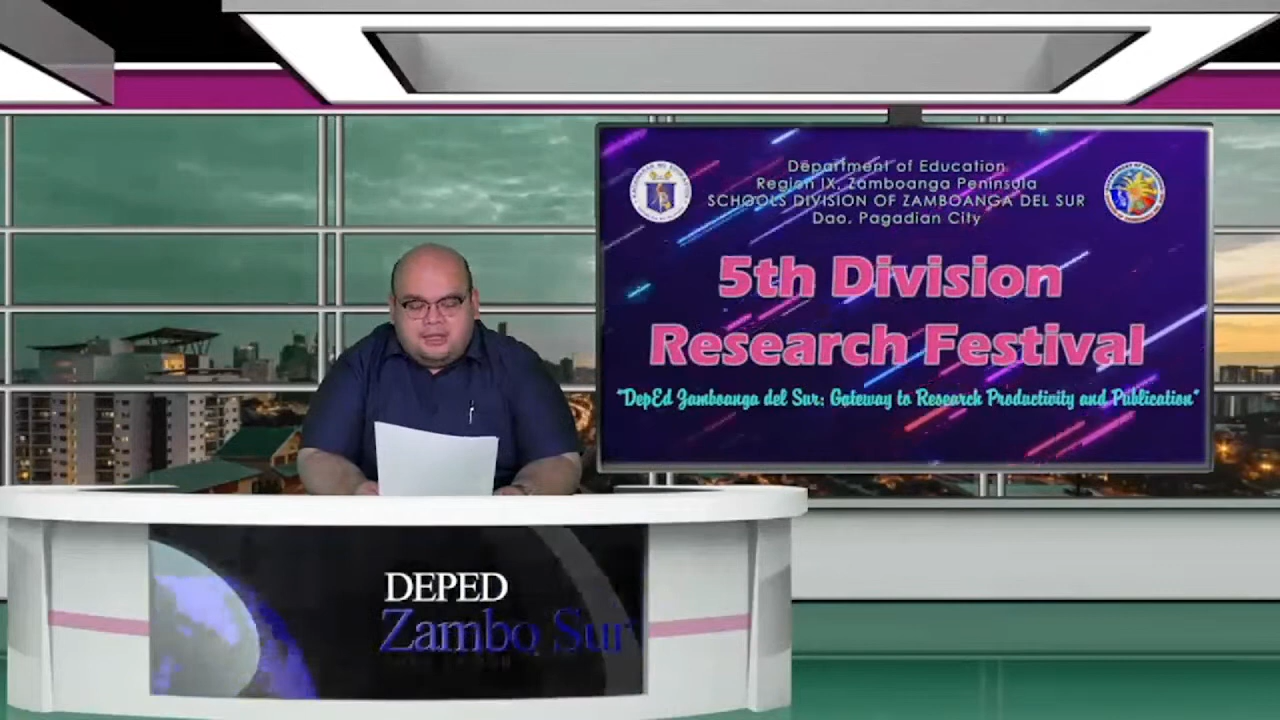 Department of Education
Region IX, Zamboanga Peninsula
SCHOOLS DIVISION OF ZAMBOANGA DEL SUR
Dao, Pagadian City
5th Division
Research Festival
"DepEd Zamboanga del Sur: Gateway to Research Productivity and Publication"
DEPED
Zambo Sur